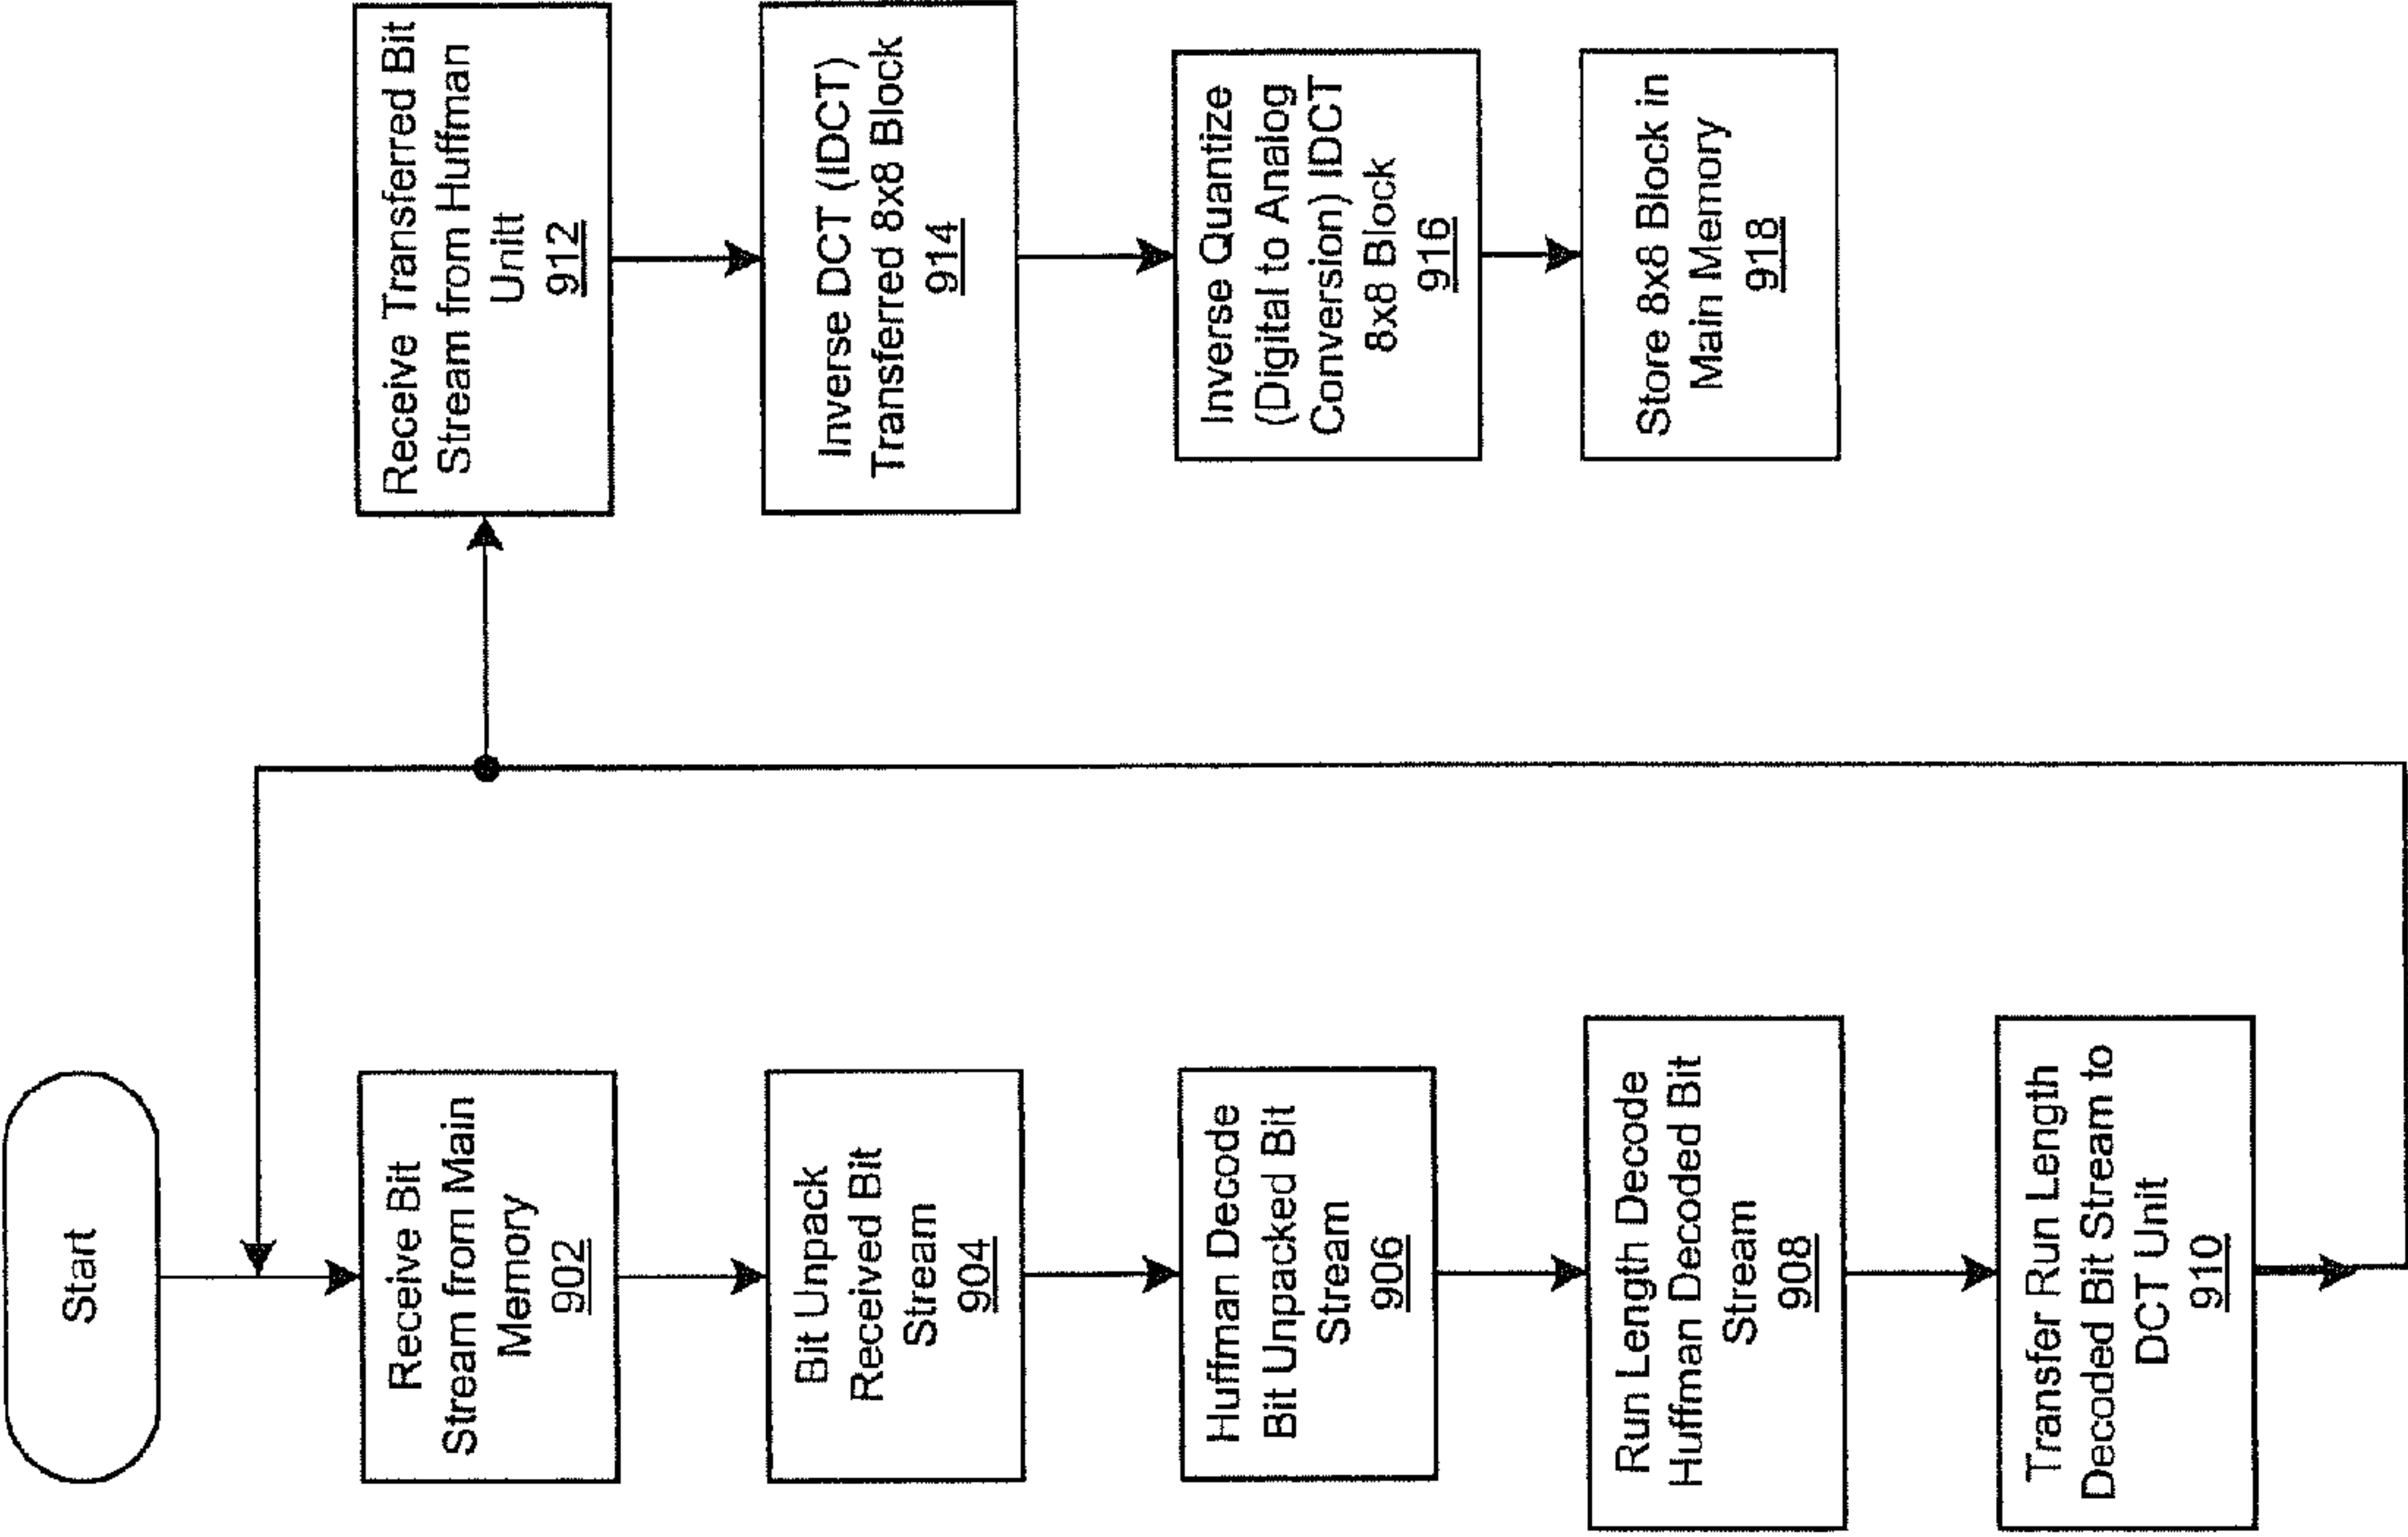 Start
Receive Bit
Stream from Main
Memory
902
Bit Unpack
Received Bit
Stream
904
Huffman Decode
Bit Unpacked Bit
Stream
906
Run Length Decode
Huffman Decoded Bit
Stream
908
Transfer Run Length
Decoded Bit Stream to
DCT Unit
910
Receive Transferred Bit
Stream from Huffman
Unitt
912
Inverse DCT (IDCT)
Transferred 8x8 Block
914
Inverse Quantize
(Digital to Analog
Conversion) IDCT
8x8 Block
916
Store 8x8 Block in
Main Memory
918